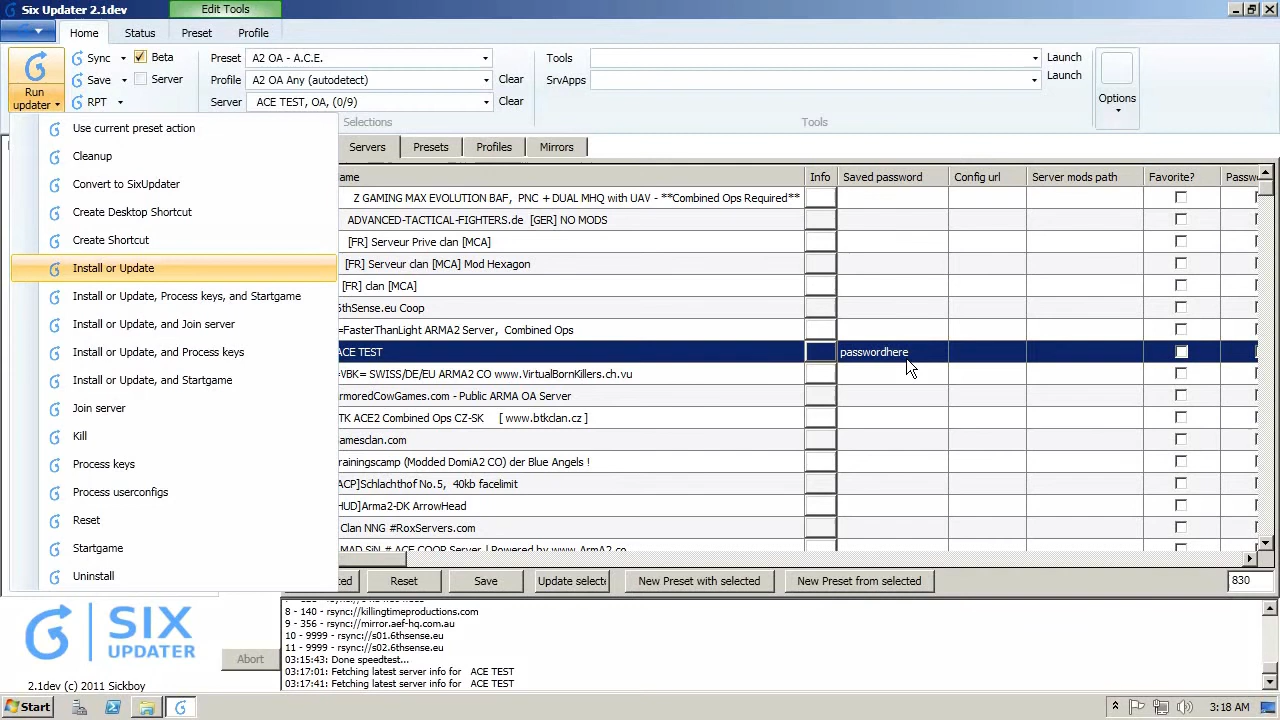 Six Updater 2.1dev
Edit Tools
Home Status Preset Profile
Run updater
Sync
Save
RPT
Beta
Server
Preset A2 OA - A.C.E.
Profile A2 OA Any (autodetect) Clear
Server ACE TEST, OA, (0/9) Clear
Selections
Tools Launch
SrvApps Launch
Tools
Options
Use current preset action
Cleanup
Convert to SixUpdater
Create Desktop Shortcut
Create Shortcut
Install or Update
Install or Update, Process keys, and Startgame
Install or Update, and Join server
Install or Update, and Process keys
Install or Update, and Startgame
Join server
Kill
Process keys
Process userconfigs
Reset
Startgame
Uninstall
Servers Presets Profiles Mirrors
ame Info Saved password Config url Server mods path Favorite? Passw
Z GAMING MAX EVOLUTION BAF, PNC + DUAL MHQ with UAV - **Combined Ops Required**
ADVANCED-TACTICAL-FIGHTERS.de [GER] NO MODS
[FR] Serveur Prive clan [MCA]
[FR] Serveur clan [MCA] Mod Hexagon
[FR] clan [MCA]
6thSense.eu Coop
=FasterThanLight ARMA2 Server, Combined Ops
ACE TEST passwordhere
=VBK= SWISS/DE/EU ARMA2 CO www.VirtualBornKillers.ch.vu
ArmoredCowGames.com - Public ARMA OA Server
TK ACE2 Combined Ops CZ-SK [ www.btkclan.cz ]
amesclan.com
rainingscamp (Modded DomiA2 CO) der Blue Angels !
ACP]Schlachthof No.5, 40kb facelimit
HUD]Arma2-DK ArrowHead
Clan NNG #RoxServers.com
MAD SiN # ACE COOP Server | Powered by www.ArmA2.co
Reset Save Update select New Preset with selected New Preset from selected 830
8 - 140 - rsync://killingtimeproductions.com
9 - 356 - rsync://mirror.aef-hq.com.au
10 - 9999 - rsync://s01.6thsense.eu
11 - 9999 - rsync://s02.6thsense.eu
03:15:43: Done speedtest...
03:17:01: Fetching latest server info for ACE TEST
03:17:41: Fetching latest server info for ACE TEST
SIX
UPDATER
Abort
2.1dev (c) 2011 Sickboy
Start
3:18 AM